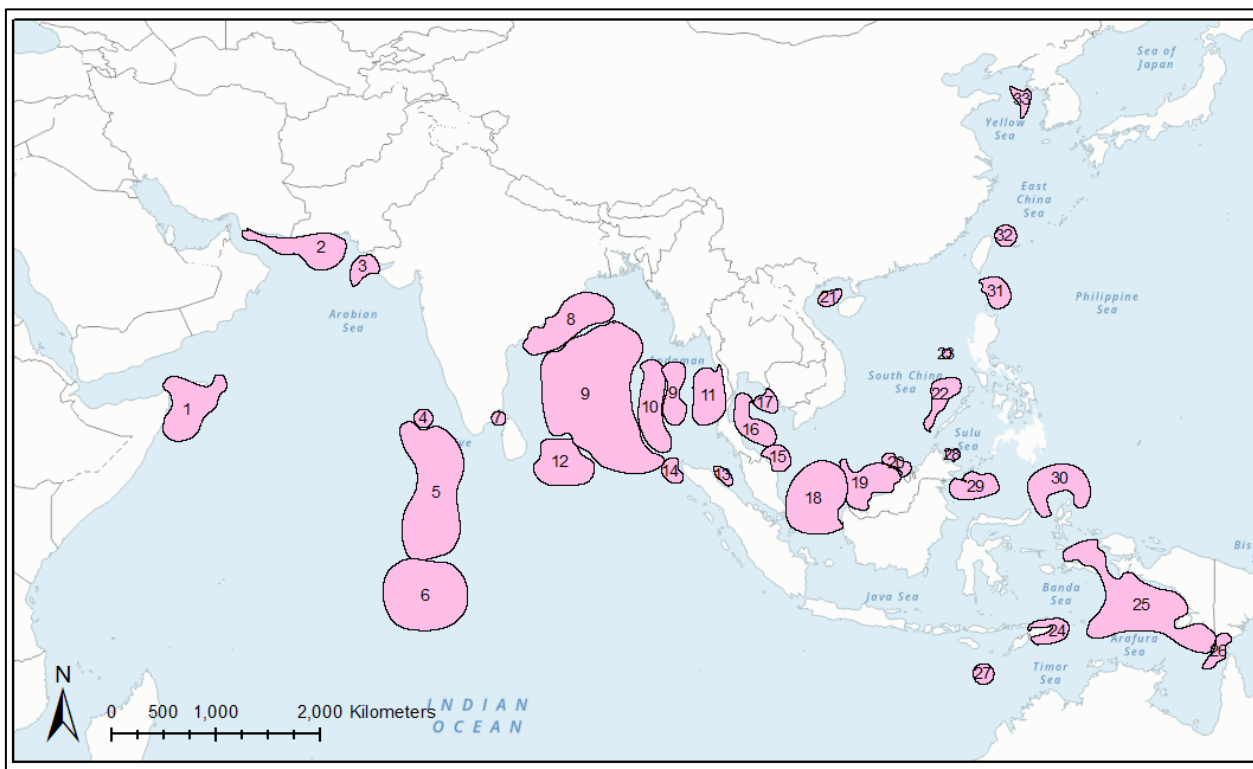 Sea of
Japan
33
Yellow
Sea
East
China
Sea
32
2
3
21
31
Arabian
Sea
Philippine
Sea
8
23
Andaman
South China
Sea
22
1
9
9
10
11
17
4
7
16
Sulu
Sea
28
12
14
13
15
20
5
18
19
29
30
6
Java Sea
Banda
Sea
25
24
Arafura
Sea
26
Timor
Sea
27
N
0 500 1,000 2,000 Kilometers
INDIAN
OCEAN